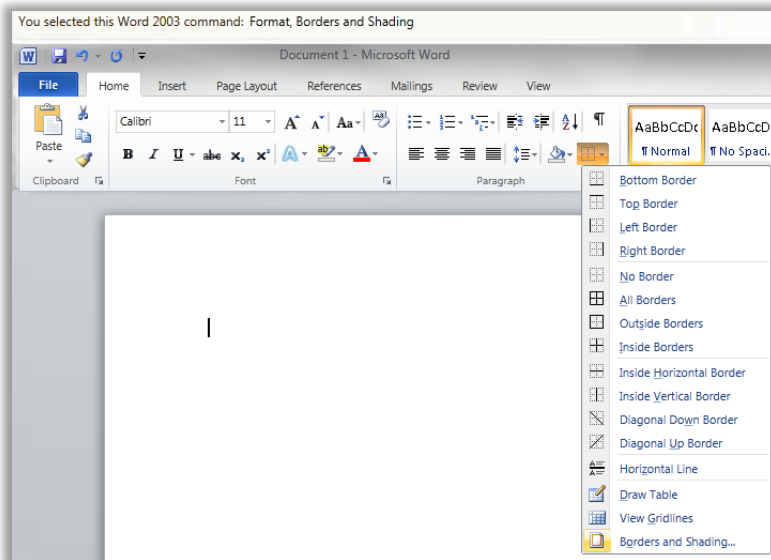 You selected this Word 2003 command: Format, Borders and Shading
Document 1 - Microsoft Word
File Home Insert Page Layout References Mailings Review View
Calibri 11 A A Aa
AaBbCcDc AaBbCcD
Paste
B I U abc x₂ x² A ab A
¶ Normal ¶ No Spaci.
Clipboard Font Paragraph
Bottom Border
Top Border
Left Border
Right Border
No Border
All Borders
Outside Borders
Inside Borders
Inside Horizontal Border
Inside Vertical Border
Diagonal Down Border
Diagonal Up Border
Horizontal Line
Draw Table
View Gridlines
Borders and Shading...